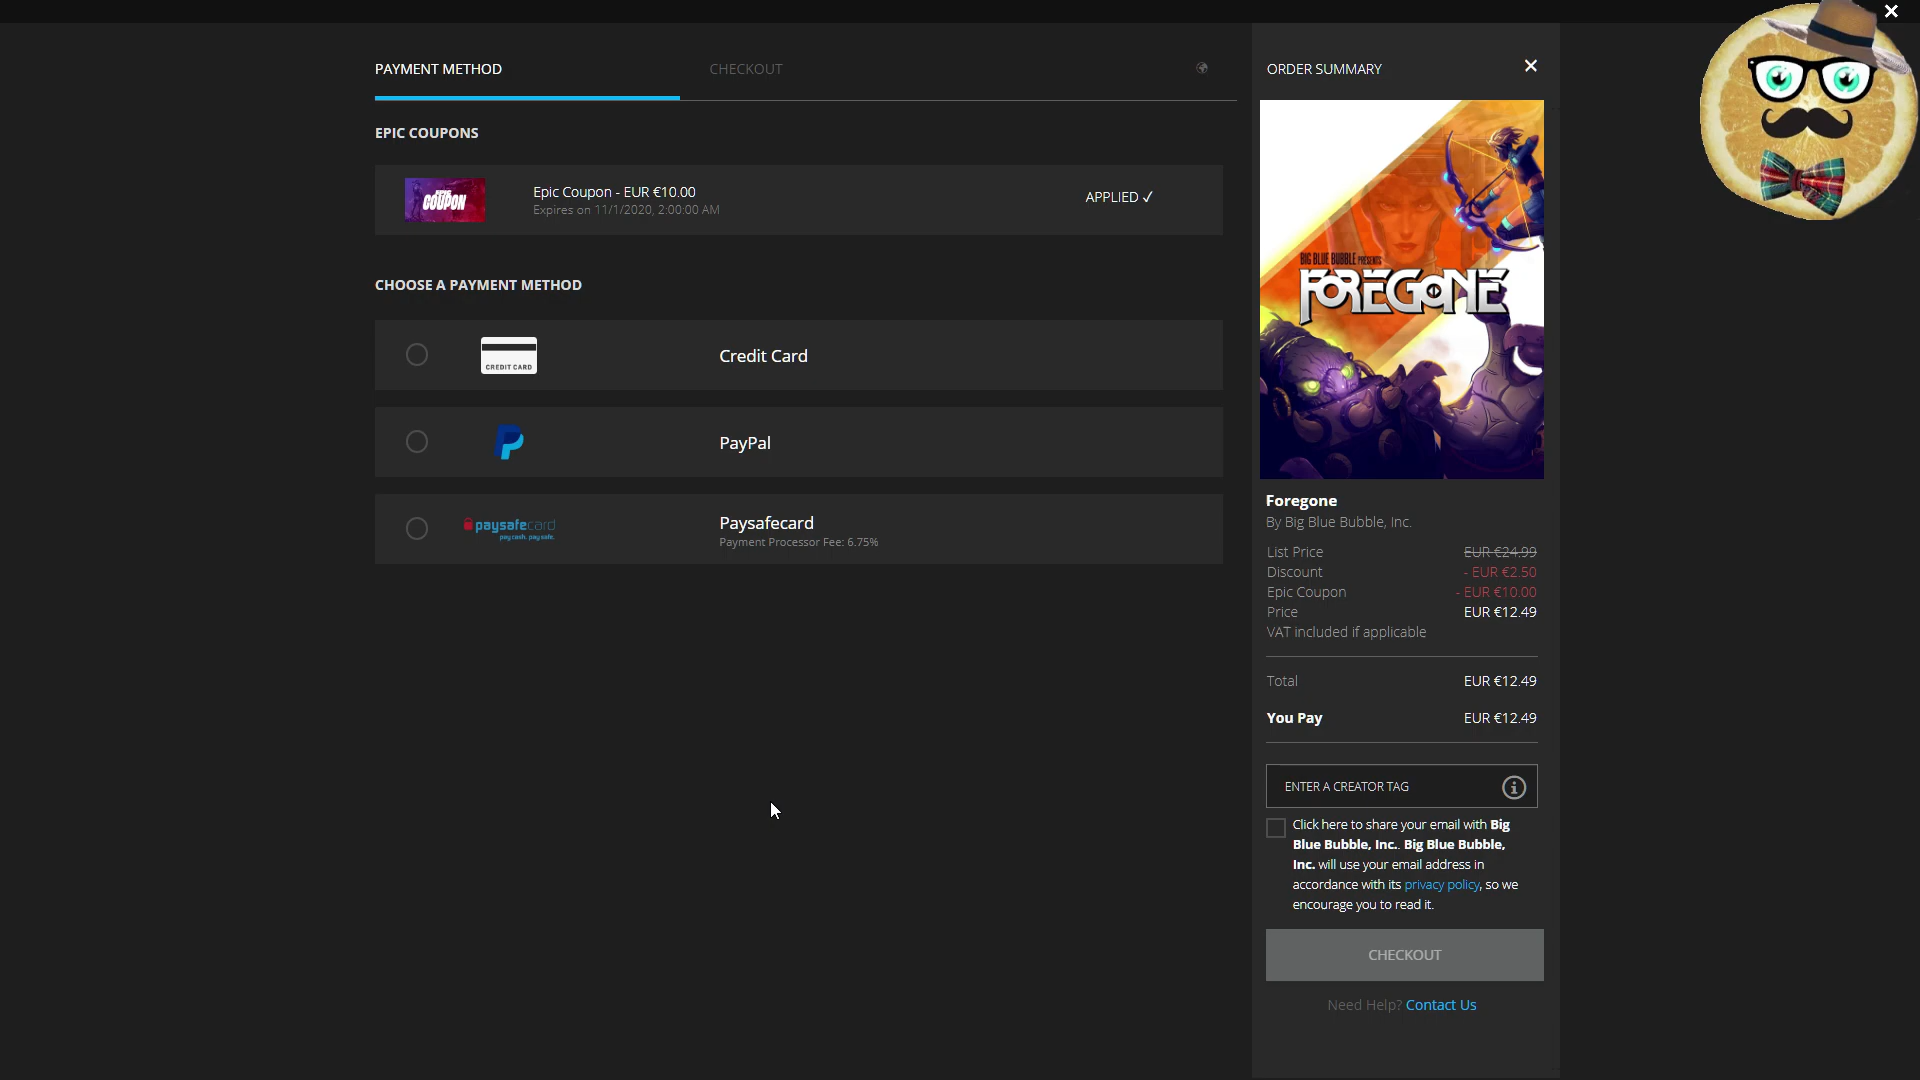 PAYMENT METHOD
CHECKOUT
EPIC COUPONS
EPIC
COUPON
Epic Coupon - EUR €10.00
Expires on 11/1/2020, 2:00:00 AM
APPLIED ✓
CHOOSE A PAYMENT METHOD
CREDIT CARD
Credit Card
PayPal
paysafecard
pay cash. pay safe.
Paysafecard
Payment Processor Fee: 6.75%
ORDER SUMMARY
BIG BLUE BUBBLE PRESENTS
FOREGONE
Foregone
By Big Blue Bubble, Inc.
List Price EUR €24.99
Discount - EUR €2.50
Epic Coupon - EUR €10.00
Price EUR €12.49
VAT included if applicable
Total EUR €12.49
You Pay EUR €12.49
ENTER A CREATOR TAG
Click here to share your email with Big
Blue Bubble, Inc.. Big Blue Bubble,
Inc. will use your email address in
accordance with its privacy policy, so we
encourage you to read it.
CHECKOUT
Need Help? Contact Us